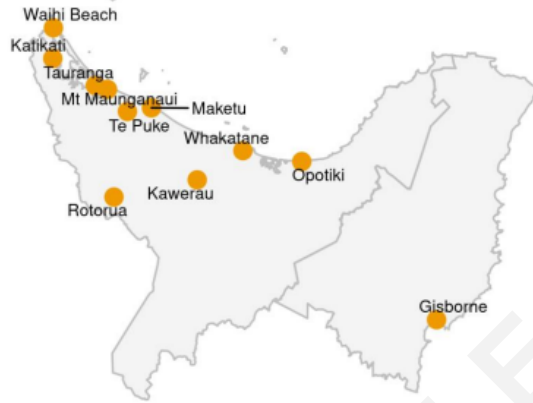 Waihi Beach
Katikati
Tauranga
Mt Maunganaui
Maketu
Te Puke
Whakatane
Opotiki
Kawerau
Rotorua
Gisborne